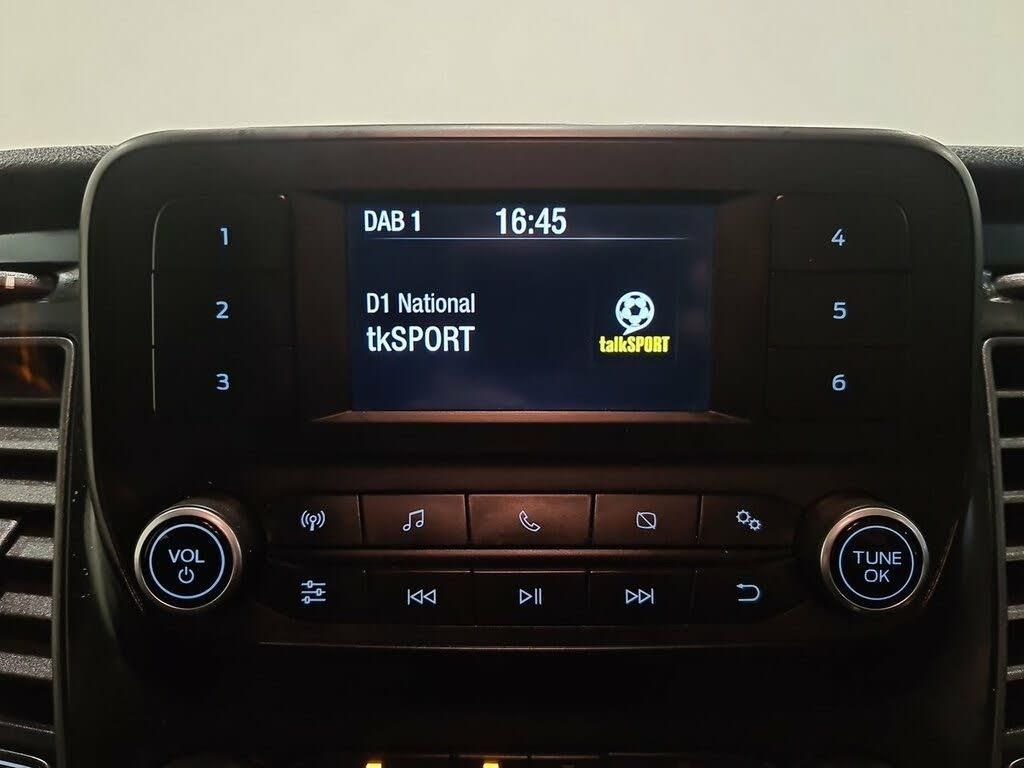 DAB 1 16:45
1
2
3
D1 National
tkSPORT
talkSPORT
4
5
6
VOL
TUNE
OK